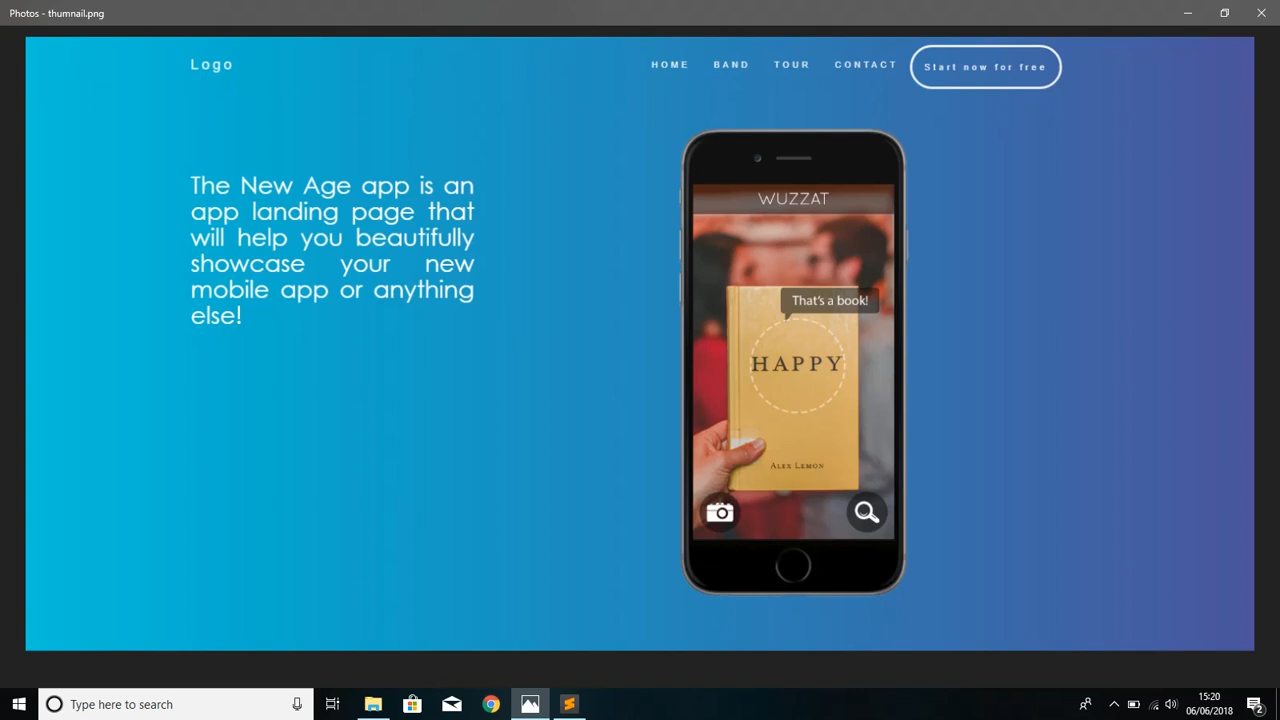 Photos - thumnail.png
Logo
HOME BAND TOUR CONTACT Start now for free
The New Age app is an
app landing page that
will help you beautifully
showcase your new
mobile app or anything
else!
WUZZAT
That's a book!
HAPPY
ALEX LEMON
Type here to search
15:20
06/06/2018
2